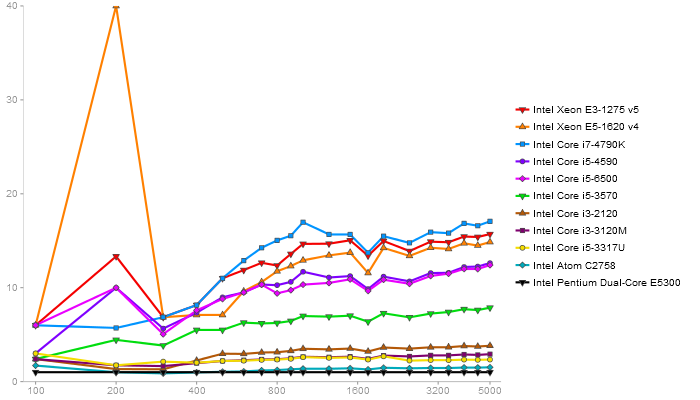 40
30
20
10
0
100 200 400 800 1600 3200 5000
Intel Xeon E3-1275 v5
Intel Xeon E5-1620 v4
Intel Core i7-4790K
Intel Core i5-4590
Intel Core i5-6500
Intel Core i5-3570
Intel Core i3-2120
Intel Core i3-3120M
Intel Core i5-3317U
Intel Atom C2758
Intel Pentium Dual-Core E5300